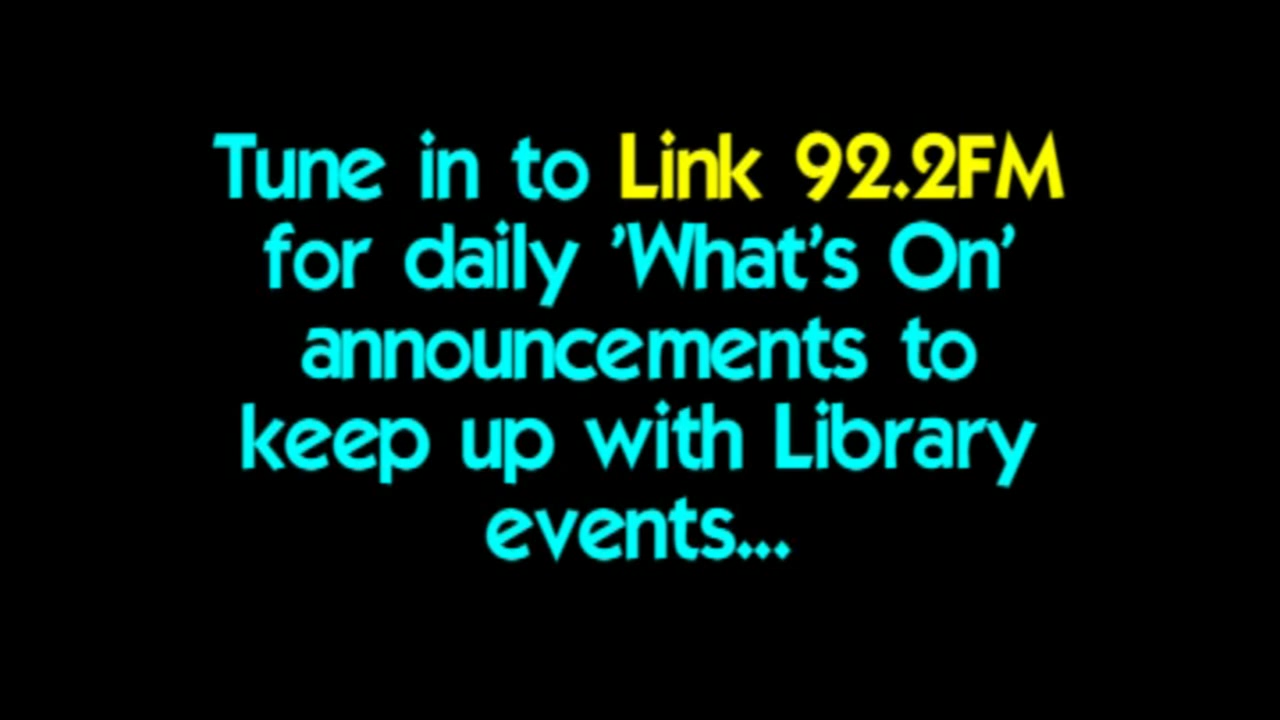 Tune in to Link 92.2FM
for daily 'What's On'
announcements to
keep up with Library
events...